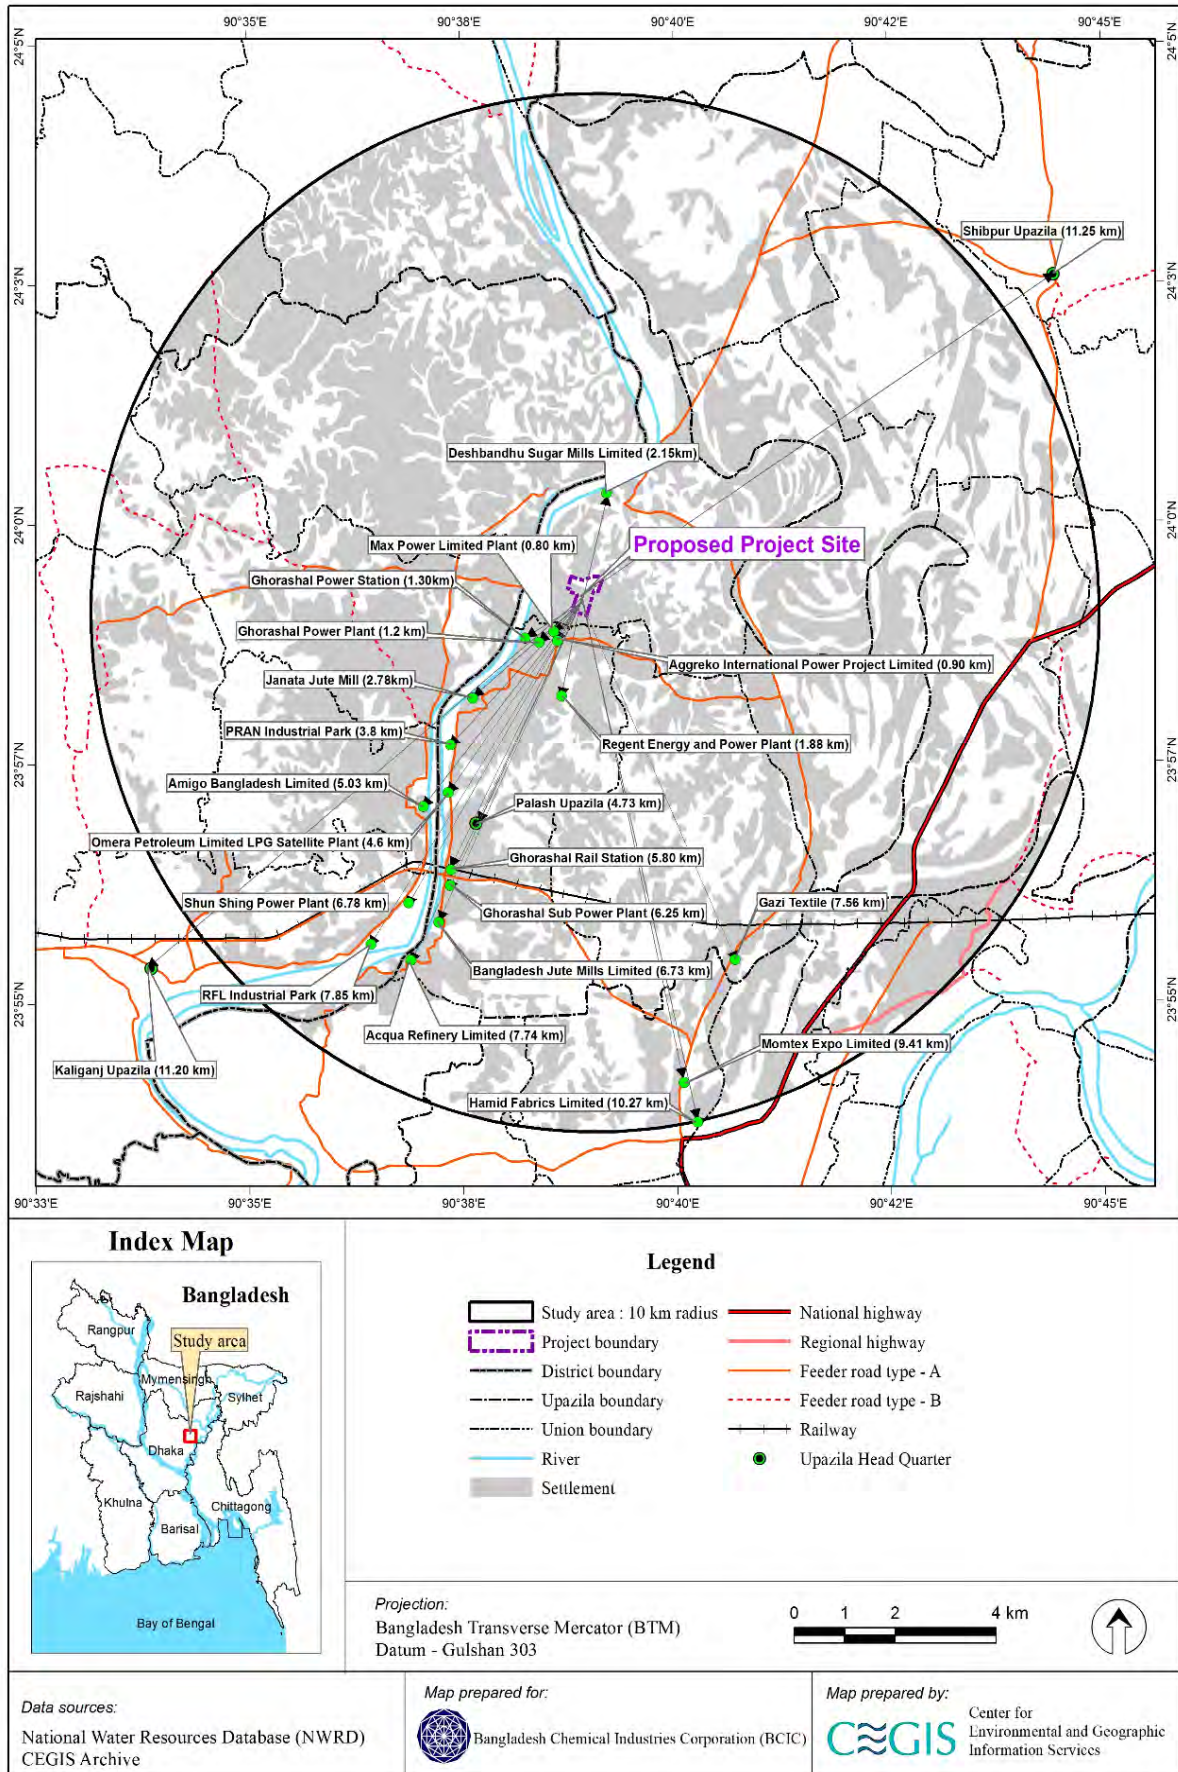 90°35'E 90°38'E 90°40'E 90°42'E 90°45'E
24°5'N 24°5'N
Shibpur Upazila (11.25 km)
24°3'N 24°3'N
Deshbandhu Sugar Mills Limited (2.15km)
24°0'N 24°0'N
Max Power Limited Plant (0.80 km)
Proposed Project Site
Ghorashal Power Station (1.30km)
Ghorashal Power Plant (1.2 km)
Aggreko International Power Project Limited (0.90 km)
Janata Jute Mill (2.78km)
PRAN Industrial Park (3.8 km)
Regent Energy and Power Plant (1.88 km)
23°57'N 23°57'N
Amigo Bangladesh Limited (5.03 km)
Palash Upazila (4.73 km)
Omera Petroleum Limited LPG Satellite Plant (4.6 km)
Ghorashal Rail Station (5.80 km)
Shun Shing Power Plant (6.78 km)
Gazi Textile (7.56 km)
Ghorashal Sub Power Plant (6.25 km)
Bangladesh Jute Mills Limited (6.73 km)
RFL Industrial Park (7.85 km)
23°55'N 23°55'N
Acqua Refinery Limited (7.74 km)
Momtex Expo Limited (9.41 km)
Kaliganj Upazila (11.20 km)
Hamid Fabrics Limited (10.27 km)
90°33'E 90°35'E 90°38'E 90°40'E 90°42'E 90°45'E
Index Map
Bangladesh
Rangpur
Study area
Mymensingh
Rajshahi
Sylhet
Dhaka
Khulna
Chittagong
Barisal
Bay of Bengal
Legend
Study area : 10 km radius
Project boundary
District boundary
Upazila boundary
Union boundary
River
Settlement
National highway
Regional highway
Feeder road type - A
Feeder road type - B
Railway
Upazila Head Quarter
Projection:
Bangladesh Transverse Mercator (BTM)
Datum - Gulshan 303
0 1 2 4 km
Data sources:
National Water Resources Database (NWRD)
CEGIS Archive
Map prepared for:
Bangladesh Chemical Industries Corporation (BCIC)
Map prepared by:
CEGIS
Center for
Environmental and Geographic
Information Services